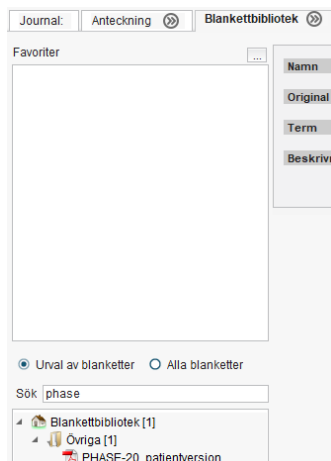 Journal: Anteckning Blankettbibliotek
Favoriter ...
Namn
Original
Term
Urval av blanketter Alla blanketter
Sök phase
Blankettbibliotek [1]
Övriga [1]
PHASE-20 patientversion